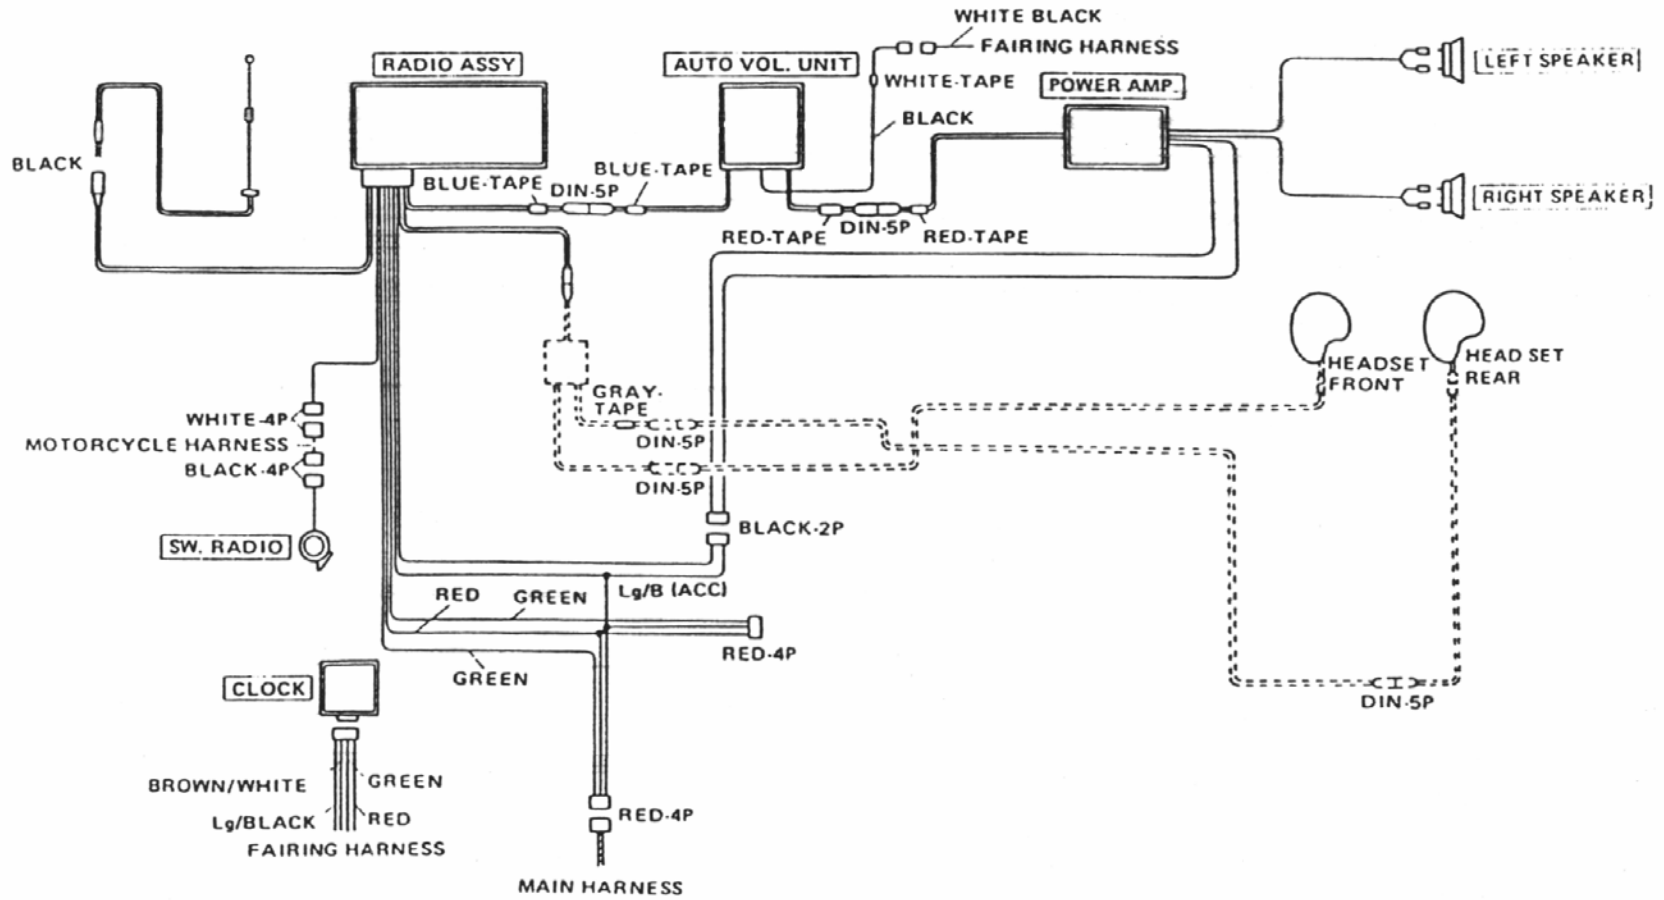 WHITE BLACK
FAIRING HARNESS
RADIO ASSY
AUTO VOL. UNIT
WHITE-TAPE
POWER AMP.
LEFT SPEAKER
BLACK
BLACK
BLUE-TAPE
DIN-5P
BLUE-TAPE
RED-TAPE
DIN-5P
RED-TAPE
RIGHT SPEAKER
HEADSET
FRONT
HEAD SET
REAR
GRAY-
TAPE
DIN-5P
DIN-5P
WHITE-4P
MOTORCYCLE HARNESS
BLACK-4P
SW. RADIO
BLACK-2P
Lg/B (ACC)
RED
GREEN
RED-4P
GREEN
CLOCK
DIN-5P
BROWN/WHITE
GREEN
Lg/BLACK
RED
FAIRING HARNESS
RED-4P
MAIN HARNESS